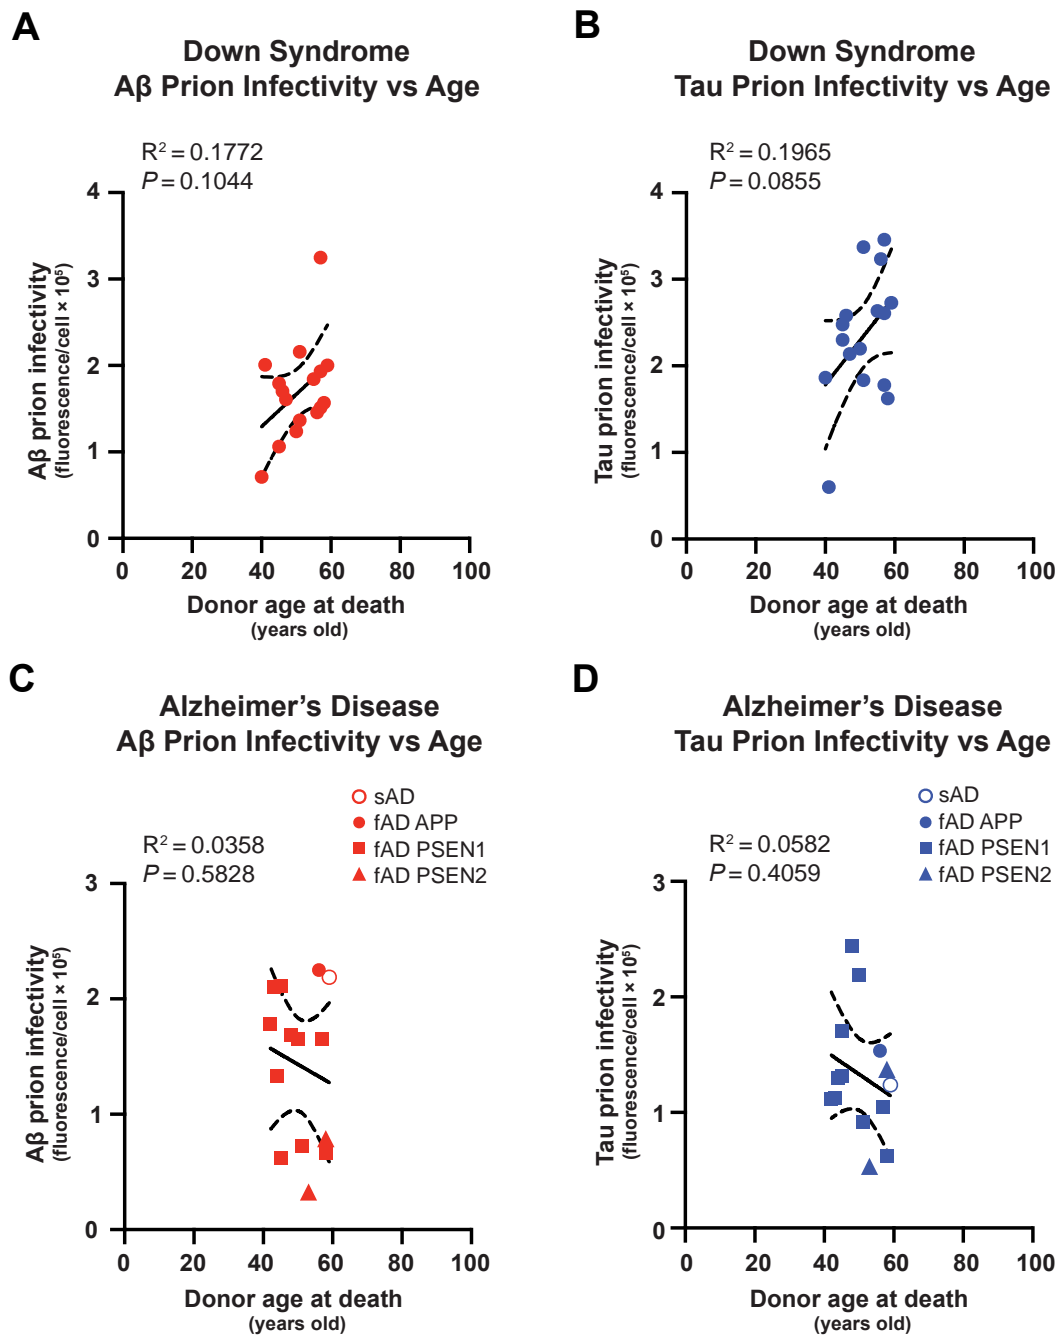 A
Down Syndrome
Aβ Prion Infectivity vs Age
R² = 0.1772
P = 0.1044
4
3
2
1
0
Aβ prion infectivity
(fluorescence/cell × 10⁵)
0 20 40 60 80 100
Donor age at death
(years old)
B
Down Syndrome
Tau Prion Infectivity vs Age
R² = 0.1965
P = 0.0855
4
3
2
1
0
Tau prion infectivity
(fluorescence/cell × 10⁵)
0 20 40 60 80 100
Donor age at death
(years old)
C
Alzheimer’s Disease
Aβ Prion Infectivity vs Age
sAD
fAD APP
fAD PSEN1
fAD PSEN2
R² = 0.0358
P = 0.5828
3
2
1
0
Aβ prion infectivity
(fluorescence/cell × 10⁵)
0 20 40 60 80 100
Donor age at death
(years old)
D
Alzheimer’s Disease
Tau Prion Infectivity vs Age
sAD
fAD APP
fAD PSEN1
fAD PSEN2
R² = 0.0582
P = 0.4059
3
2
1
0
Tau prion infectivity
(fluorescence/cell × 10⁵)
0 20 40 60 80 100
Donor age at death
(years old)